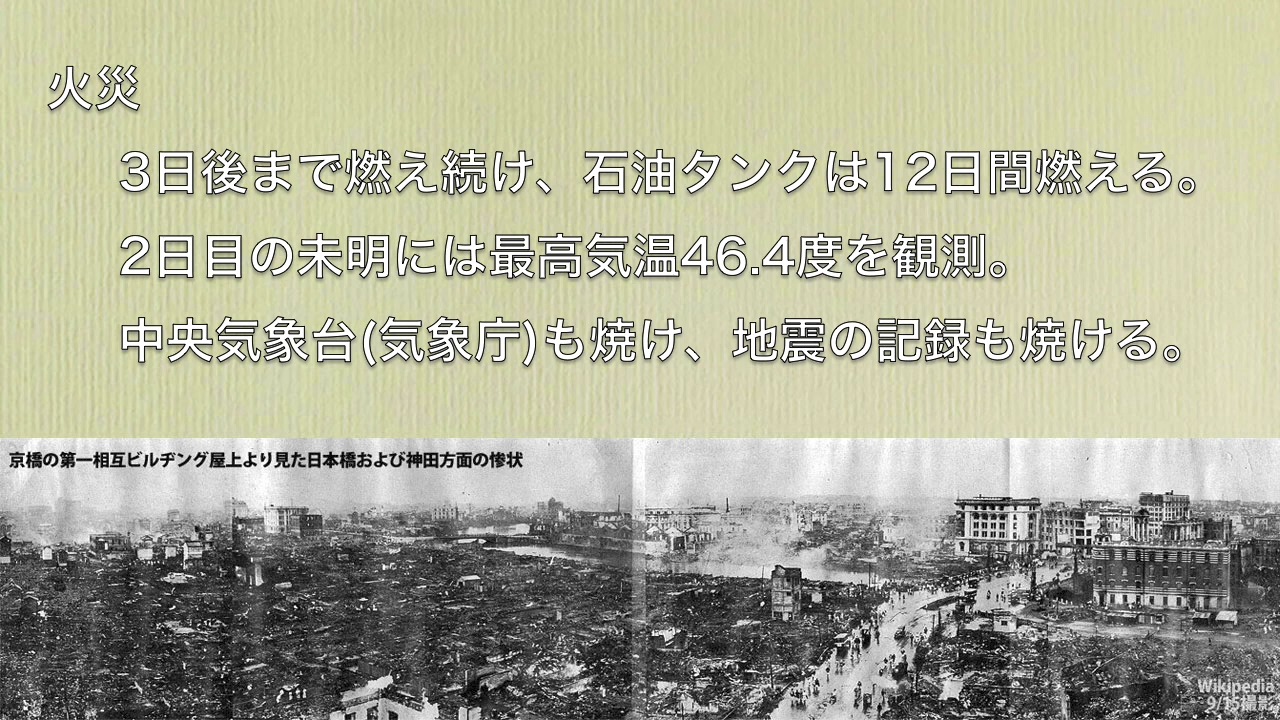 火災
3日後まで燃え続け、石油タンクは12日間燃える。
2日目の未明には最高気温46.4度を観測。
中央気象台(気象庁)も焼け、地震の記録も焼ける。
京橋の第一相互ビルヂング屋上より見た日本橋および神田方面の惨状
Wikipedia
9/15撮影